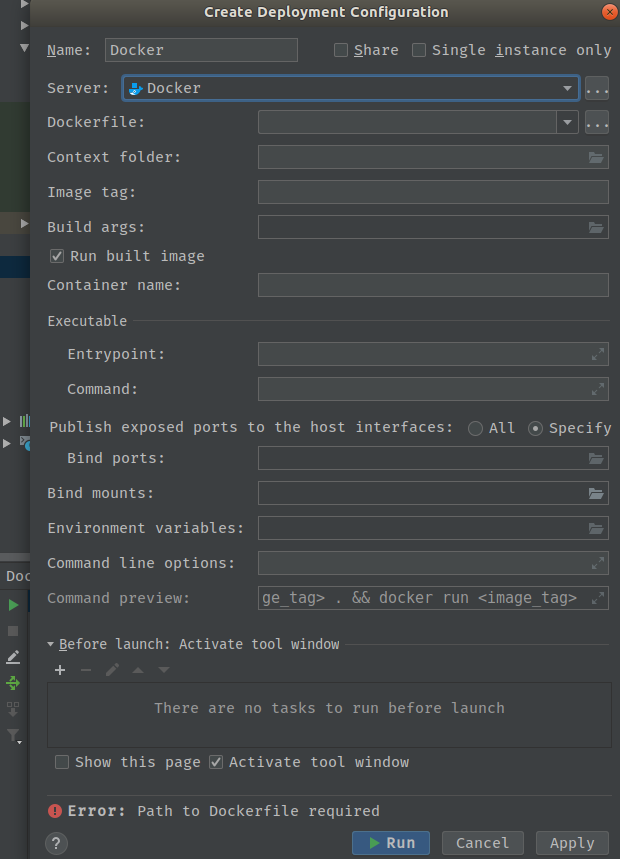 Create Deployment Configuration
Name: Docker Share Single instance only
Server: Docker ...
Dockerfile: ...
Context folder:
Image tag:
Build args:
Run built image
Container name:
Executable
Entrypoint:
Command:
Publish exposed ports to the host interfaces: All Specify
Bind ports:
Bind mounts:
Environment variables:
Command line options:
Command preview: ge_tag> . && docker run <image_tag>
Before launch: Activate tool window
There are no tasks to run before launch
Show this page Activate tool window
Error: Path to Dockerfile required
? Run Cancel Apply